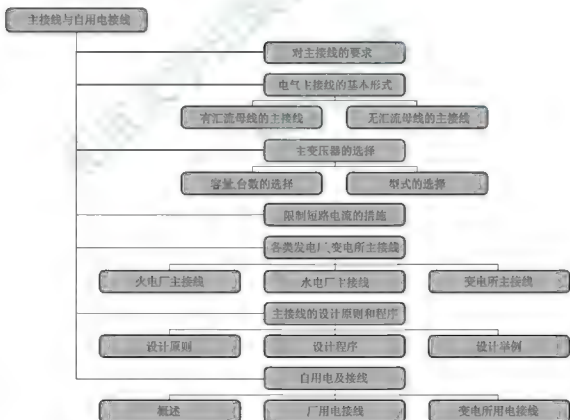 主接线与自用电接线
对主接线的要求
电气主接线的基本形式
有汇流母线的主接线
无汇流母线的主接线
主变压器的选择
容量、台数的选择
型式的选择
限制短路电流的措施
各类发电厂、变电所主接线
火电厂主接线
水电厂主接线
变电所主接线
主接线的设计原则和程序
设计原则
设计程序
设计举例
自用电及接线
概述
厂用电接线
变电所用电接线